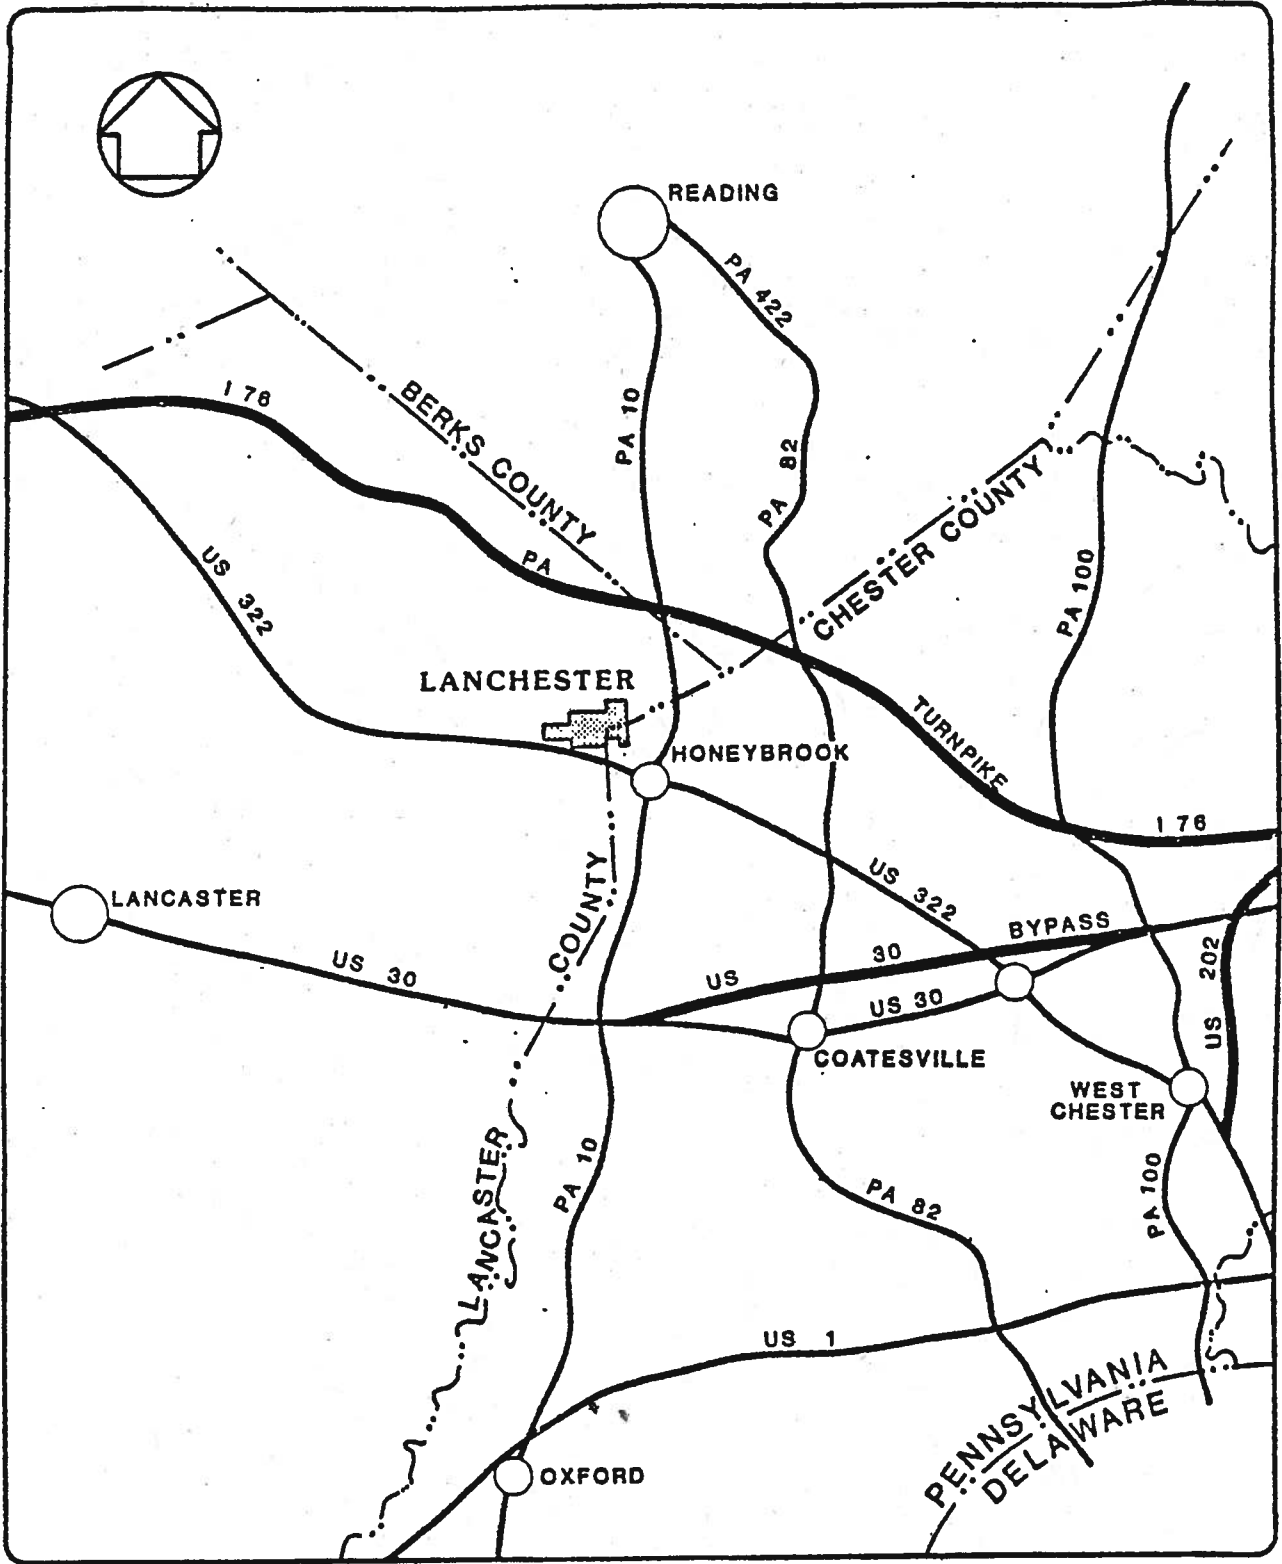 READING
PA 422
I 76
BERKS COUNTY
PA 10
PA 82
CHESTER COUNTY
US 322
PA
PA 100
LANCHESTER
TURNPIKE
HONEYBROOK
I 76
US 322
LANCASTER
COUNTY
BYPASS
US 30
US 30
US 202
US 30
COATESVILLE
WEST
CHESTER
LANCASTER
PA 10
PA 100
PA 82
US 1
PENNSYLVANIA
DELAWARE
OXFORD